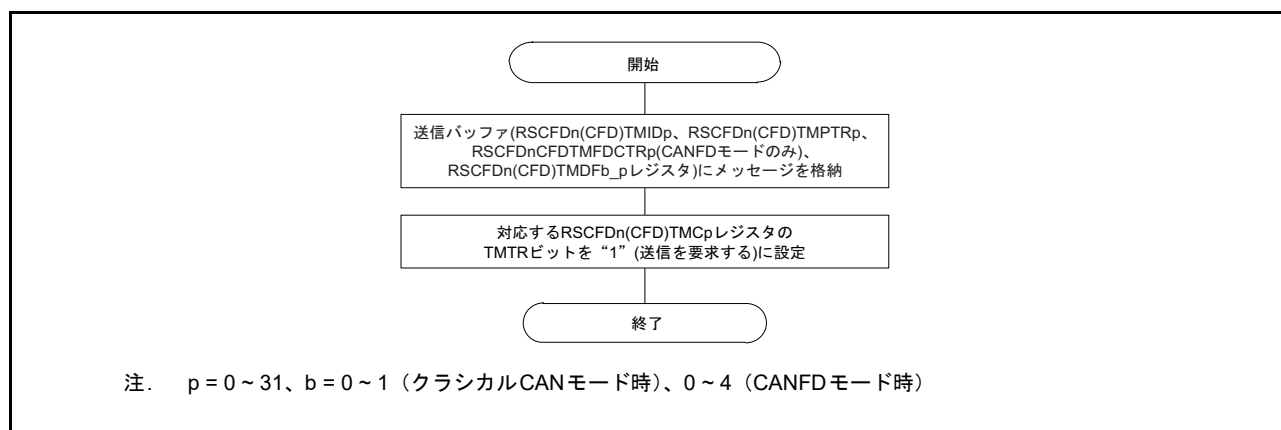 開始
送信バッファ(RSCFDn(CFD)TMIDp、RSCFDn(CFD)TMPTRp、
RSCFDnCFDTMFDCTRp(CANFDモードのみ)、
RSCFDn(CFD)TMDFb_pレジスタ)にメッセージを格納
対応するRSCFDn(CFD)TMCpレジスタの
TMTRビットを“1”(送信を要求する)に設定
終了
注. p = 0 ~ 31、b = 0 ~ 1（クラシカルCANモード時）、0 ~ 4（CANFDモード時）